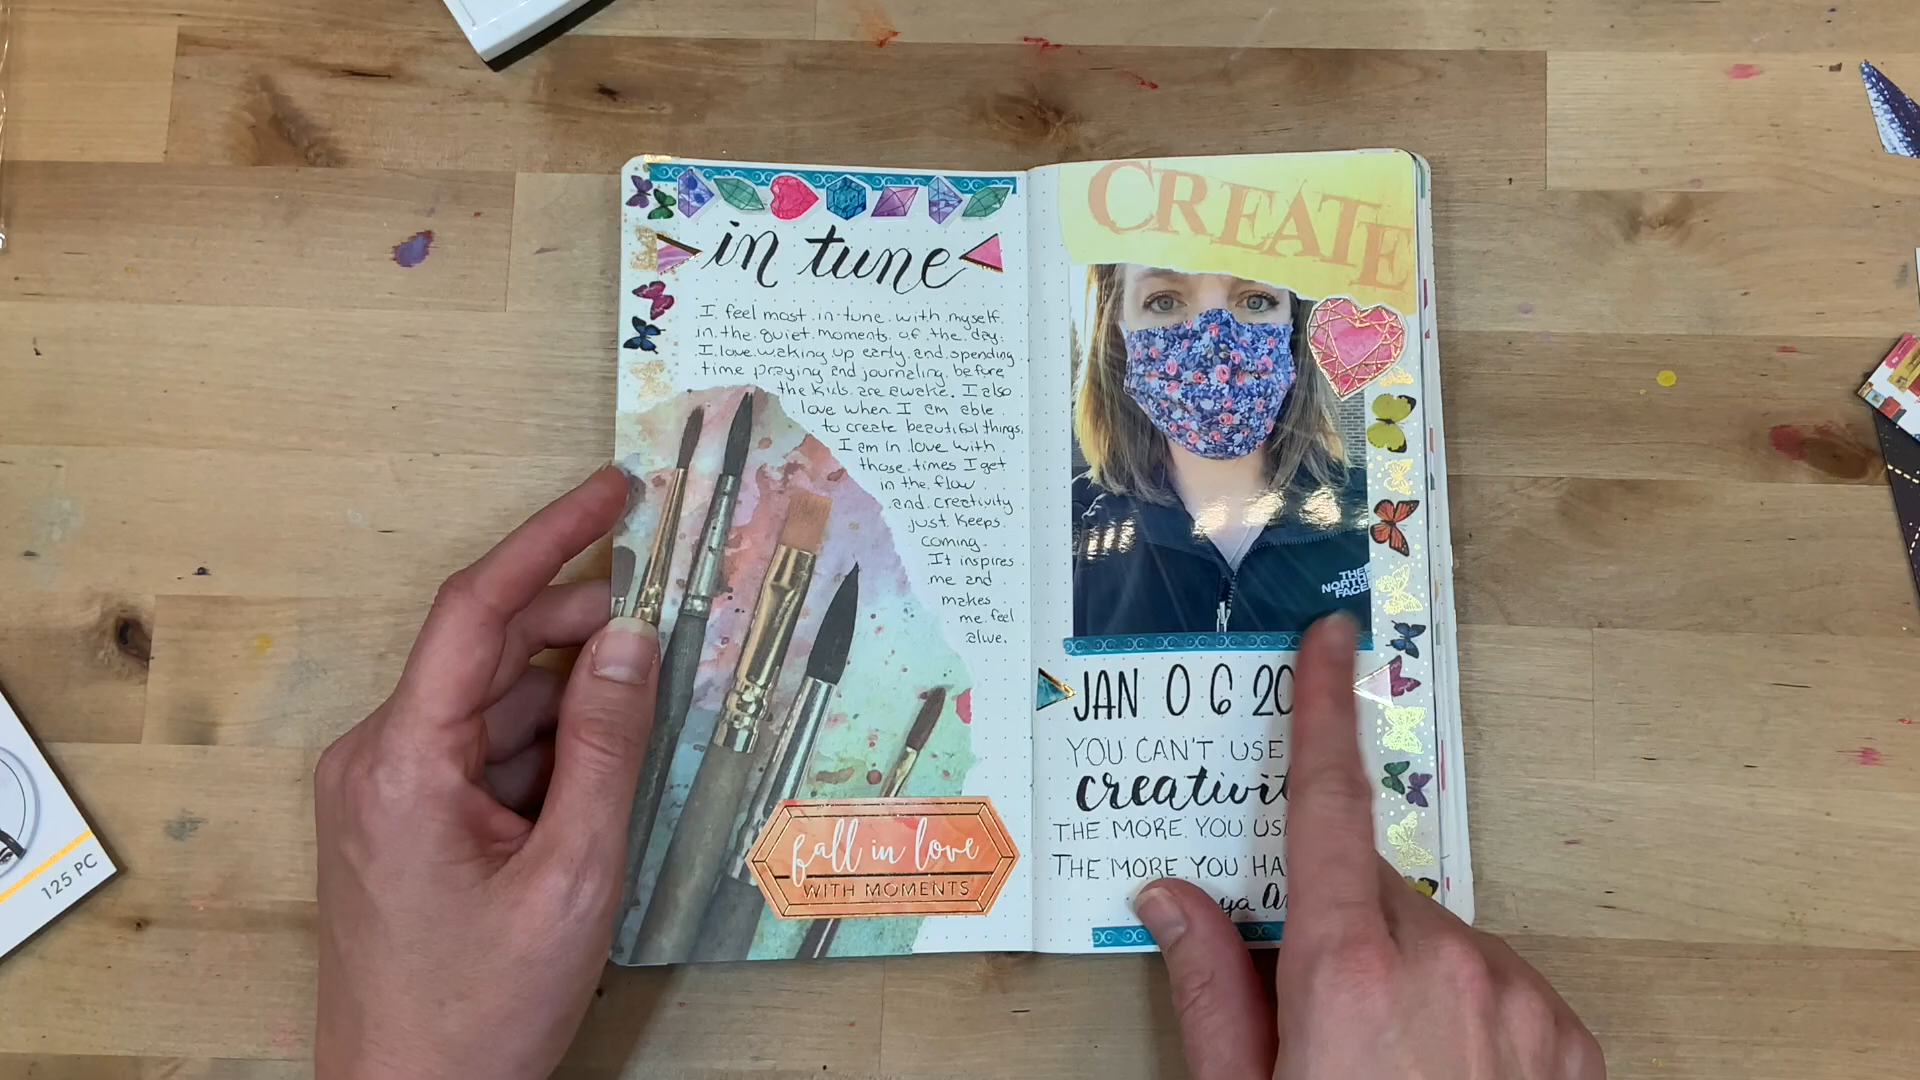 in tune
I feel most in tune with myself
in the quiet moments of the day.
I love waking up early and spending
time praying and journaling before
the kids are awake. I also
love when I am able
to create beautiful things.
I am in love with
those times I get
in the flow
and creativity
just keeps
coming.
It inspires
me and
makes
me feel
alive.
fall in love
WITH MOMENTS
CREATE
THE
NORTH
FACE
JAN 06 20
YOU CAN'T USE
creativit
THE MORE YOU US
THE MORE YOU HA
ya
125 PC